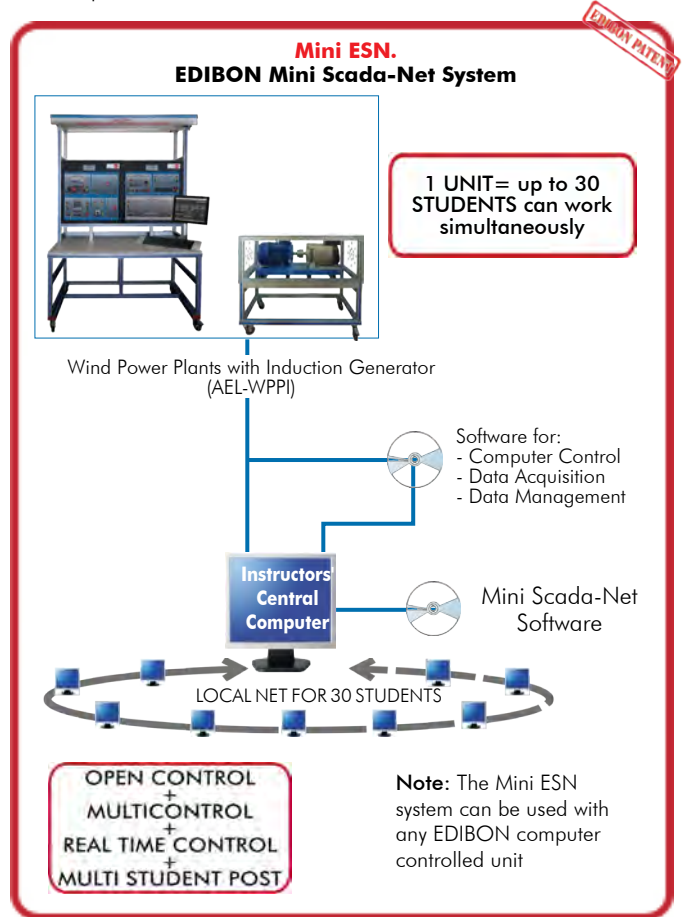 EDIBON PATENT
Mini ESN.
EDIBON Mini Scada-Net System
1 UNIT= up to 30
STUDENTS can work
simultaneously
Wind Power Plants with Induction Generator
(AEL-WPPI)
Software for:
- Computer Control
- Data Acquisition
- Data Management
Instructors'
Central
Computer
Mini Scada-Net
Software
LOCAL NET FOR 30 STUDENTS
OPEN CONTROL
+
MULTICONTROL
+
REAL TIME CONTROL
+
MULTI STUDENT POST
Note: The Mini ESN
system can be used with
any EDIBON computer
controlled unit